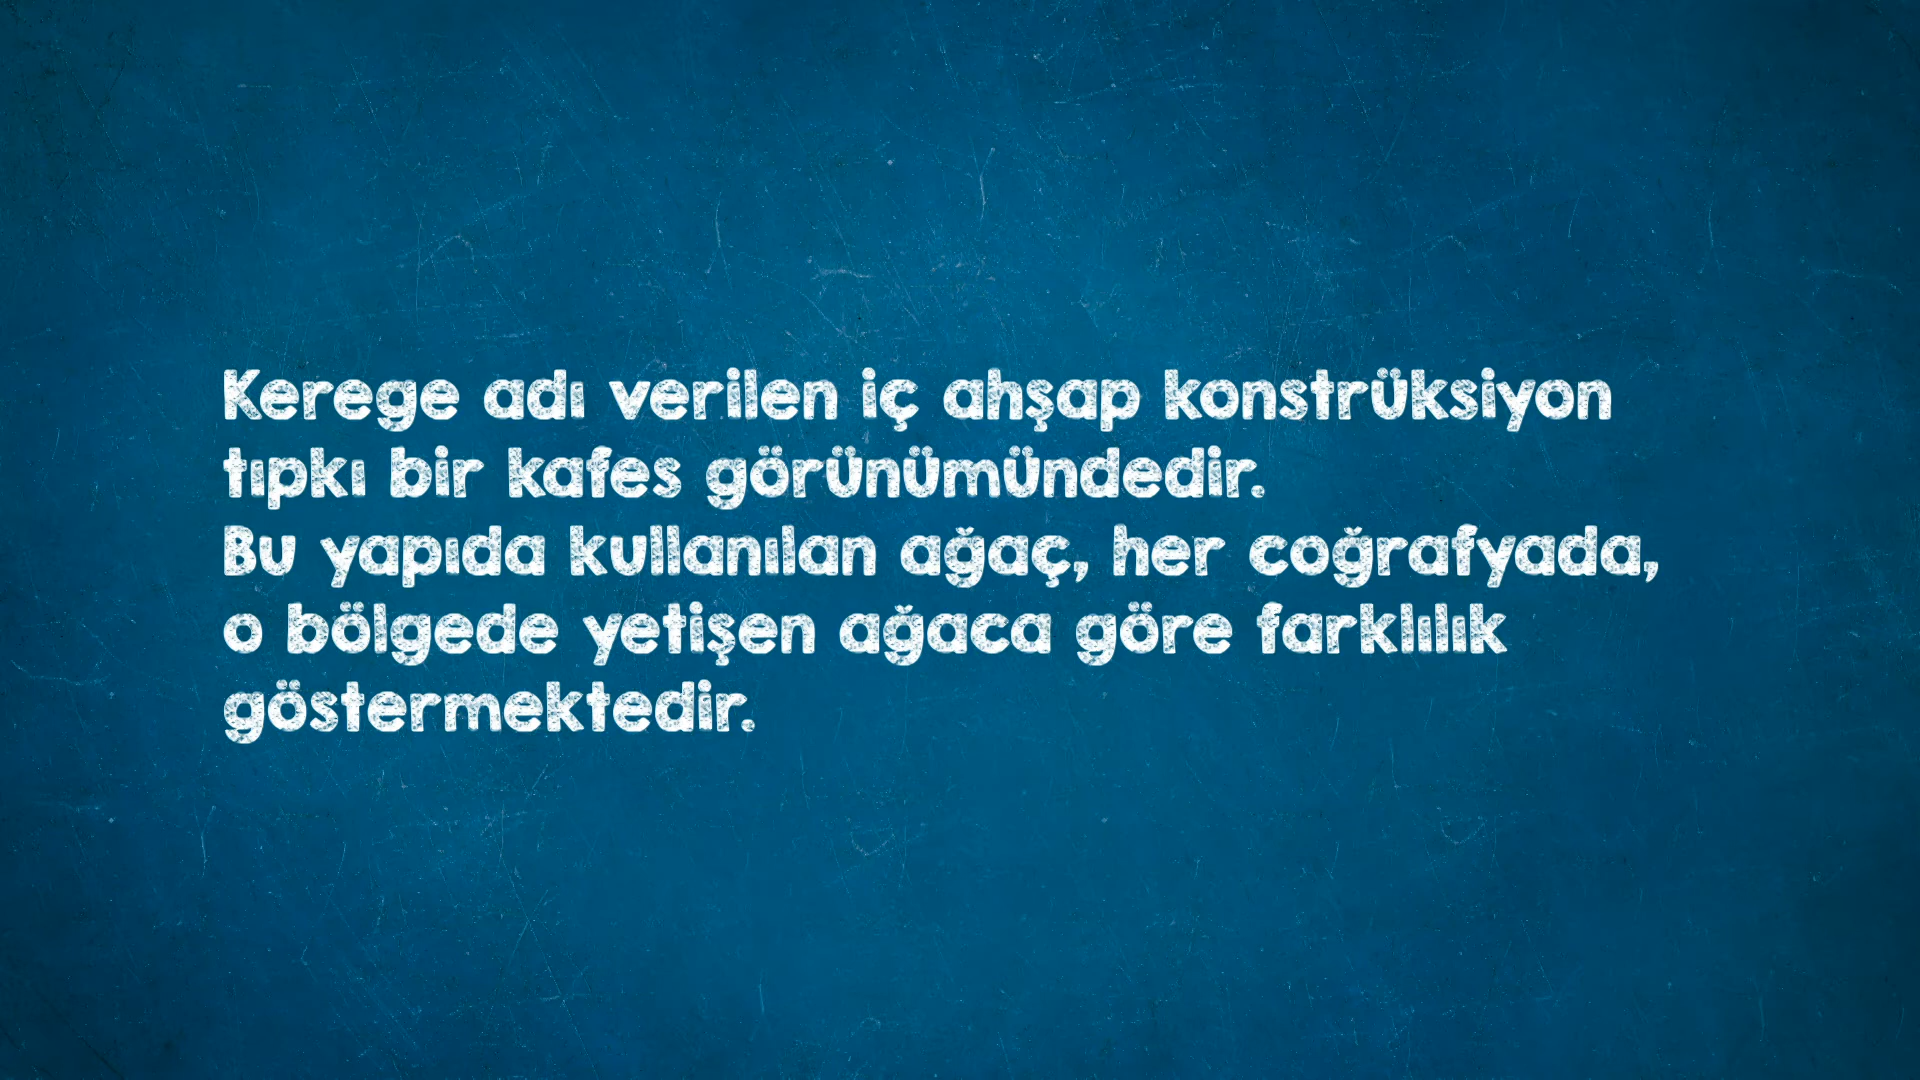 Kerege adı verilen iç ahşap konstrüksiyon
tıpkı bir kafes görünümündedir.
Bu yapıda kullanılan ağaç, her coğrafyada,
o bölgede yetişen ağaca göre farklılık
göstermektedir.